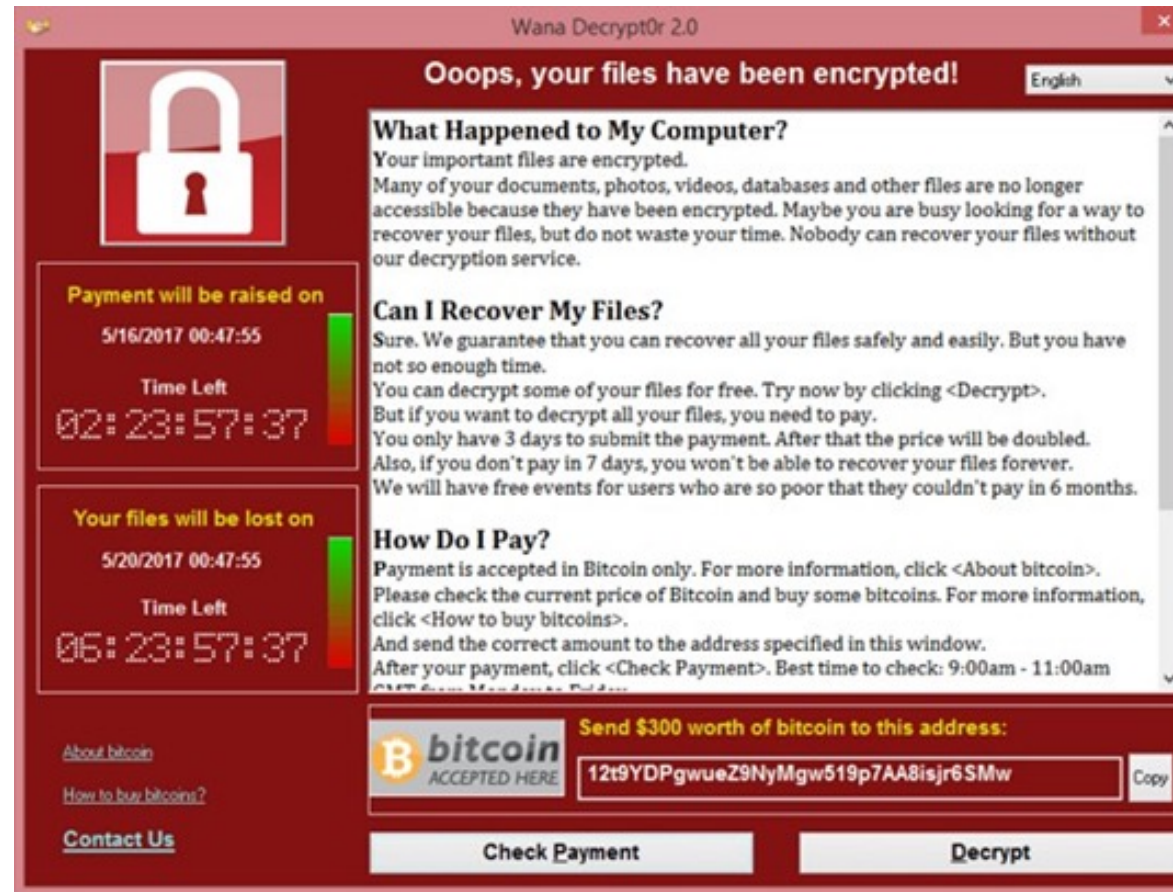 Wana Decrypt0r 2.0
Ooops, your files have been encrypted!
English
Payment will be raised on
5/16/2017 00:47:55
Time Left
02:23:57:37
Your files will be lost on
5/20/2017 00:47:55
Time Left
06:23:57:37
About bitcoin
How to buy bitcoins?
Contact Us
What Happened to My Computer?
Your important files are encrypted.
Many of your documents, photos, videos, databases and other files are no longer
accessible because they have been encrypted. Maybe you are busy looking for a way to
recover your files, but do not waste your time. Nobody can recover your files without
our decryption service.
Can I Recover My Files?
Sure. We guarantee that you can recover all your files safely and easily. But you have
not so enough time.
You can decrypt some of your files for free. Try now by clicking <Decrypt>.
But if you want to decrypt all your files, you need to pay.
You only have 3 days to submit the payment. After that the price will be doubled.
Also, if you don't pay in 7 days, you won't be able to recover your files forever.
We will have free events for users who are so poor that they couldn't pay in 6 months.
How Do I Pay?
Payment is accepted in Bitcoin only. For more information, click <About bitcoin>.
Please check the current price of Bitcoin and buy some bitcoins. For more information,
click <How to buy bitcoins>.
And send the correct amount to the address specified in this window.
After your payment, click <Check Payment>. Best time to check: 9:00am - 11:00am
GMT from Monday to Friday
bitcoin
ACCEPTED HERE
Send $300 worth of bitcoin to this address:
12t9YDPgwueZ9NyMgw519p7AA8isjr6SMw
Copy
Check Payment
Decrypt